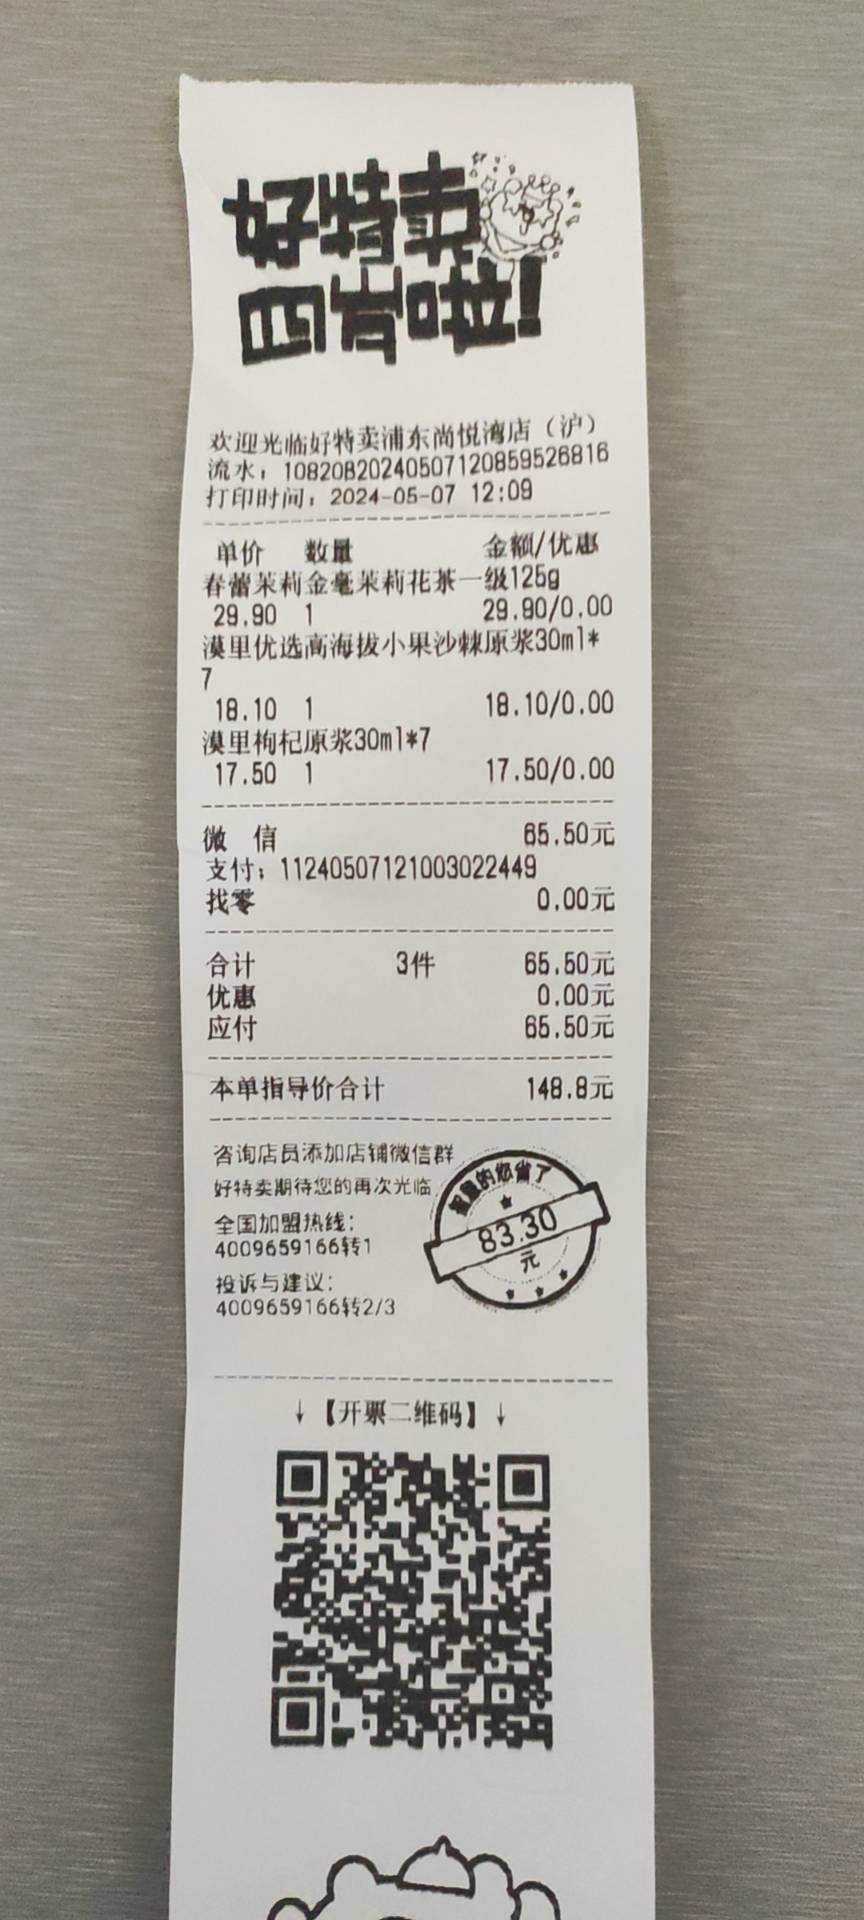 欢迎光临好特卖浦东尚悦湾店（沪）
流水：108208202405071208595​26816
打印时间：2024-05-07 12:09
单价 数量 金额/优惠
春蕾茉莉金毫茉莉花茶一级125g
29.90 1 29.90/0.00
漠里优选高海拔小果沙棘原浆30ml*
7
18.10 1 18.10/0.00
漠里枸杞原浆30ml*7
17.50 1 17.50/0.00
微 信 65.50元
支付：11240507121003022449
找零 0.00元
合计 3件 65.50元
优惠 0.00元
应付 65.50元
本单指导价合计 148.8元
咨询店员添加店铺微信群
好特卖期待您的再次光临
全国加盟热线：
4009659166转1
投诉与建议：
4009659166转2/3
的您省了
83.30
元
↓【开票二维码】↓